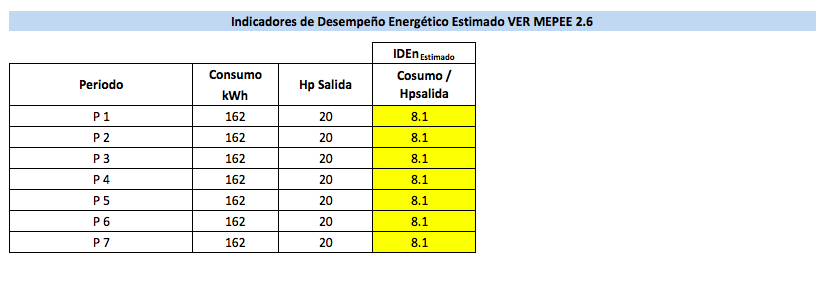 Indicadores de Desempeño Energético Estimado VER MEPEE 2.6
IDEn Estimado
Periodo Consumo kWh Hp Salida Cosumo / Hpsalida
P 1 162 20 8.1
P 2 162 20 8.1
P 3 162 20 8.1
P 4 162 20 8.1
P 5 162 20 8.1
P 6 162 20 8.1
P 7 162 20 8.1